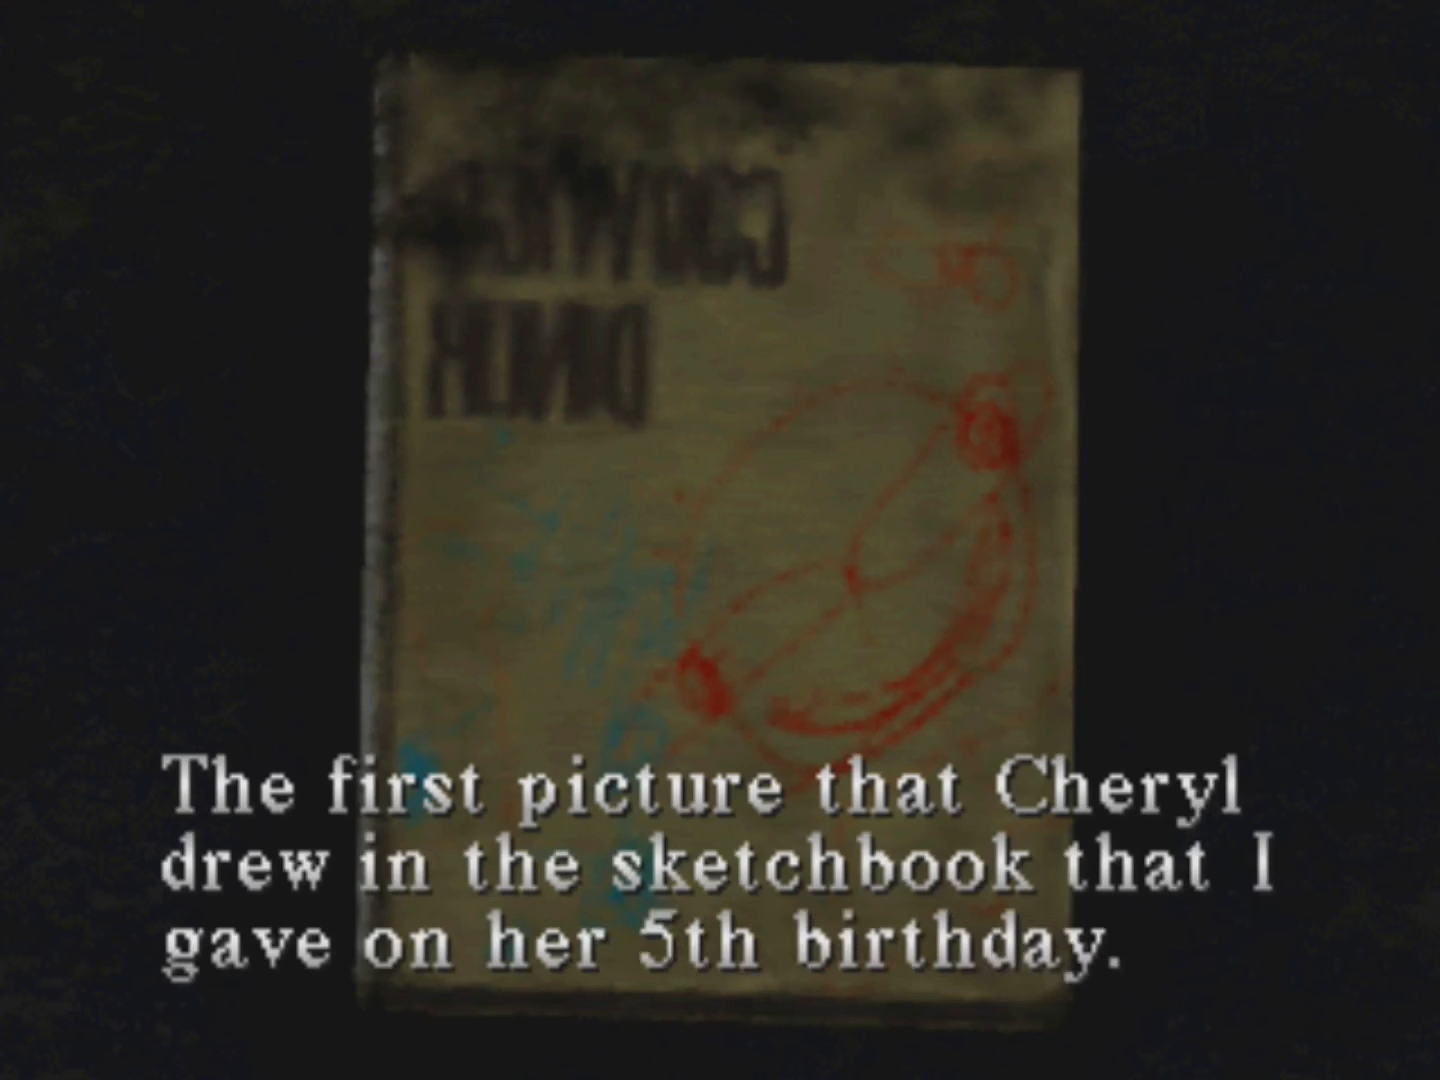 The first picture that Cheryl
drew in the sketchbook that I
gave on her 5th birthday.